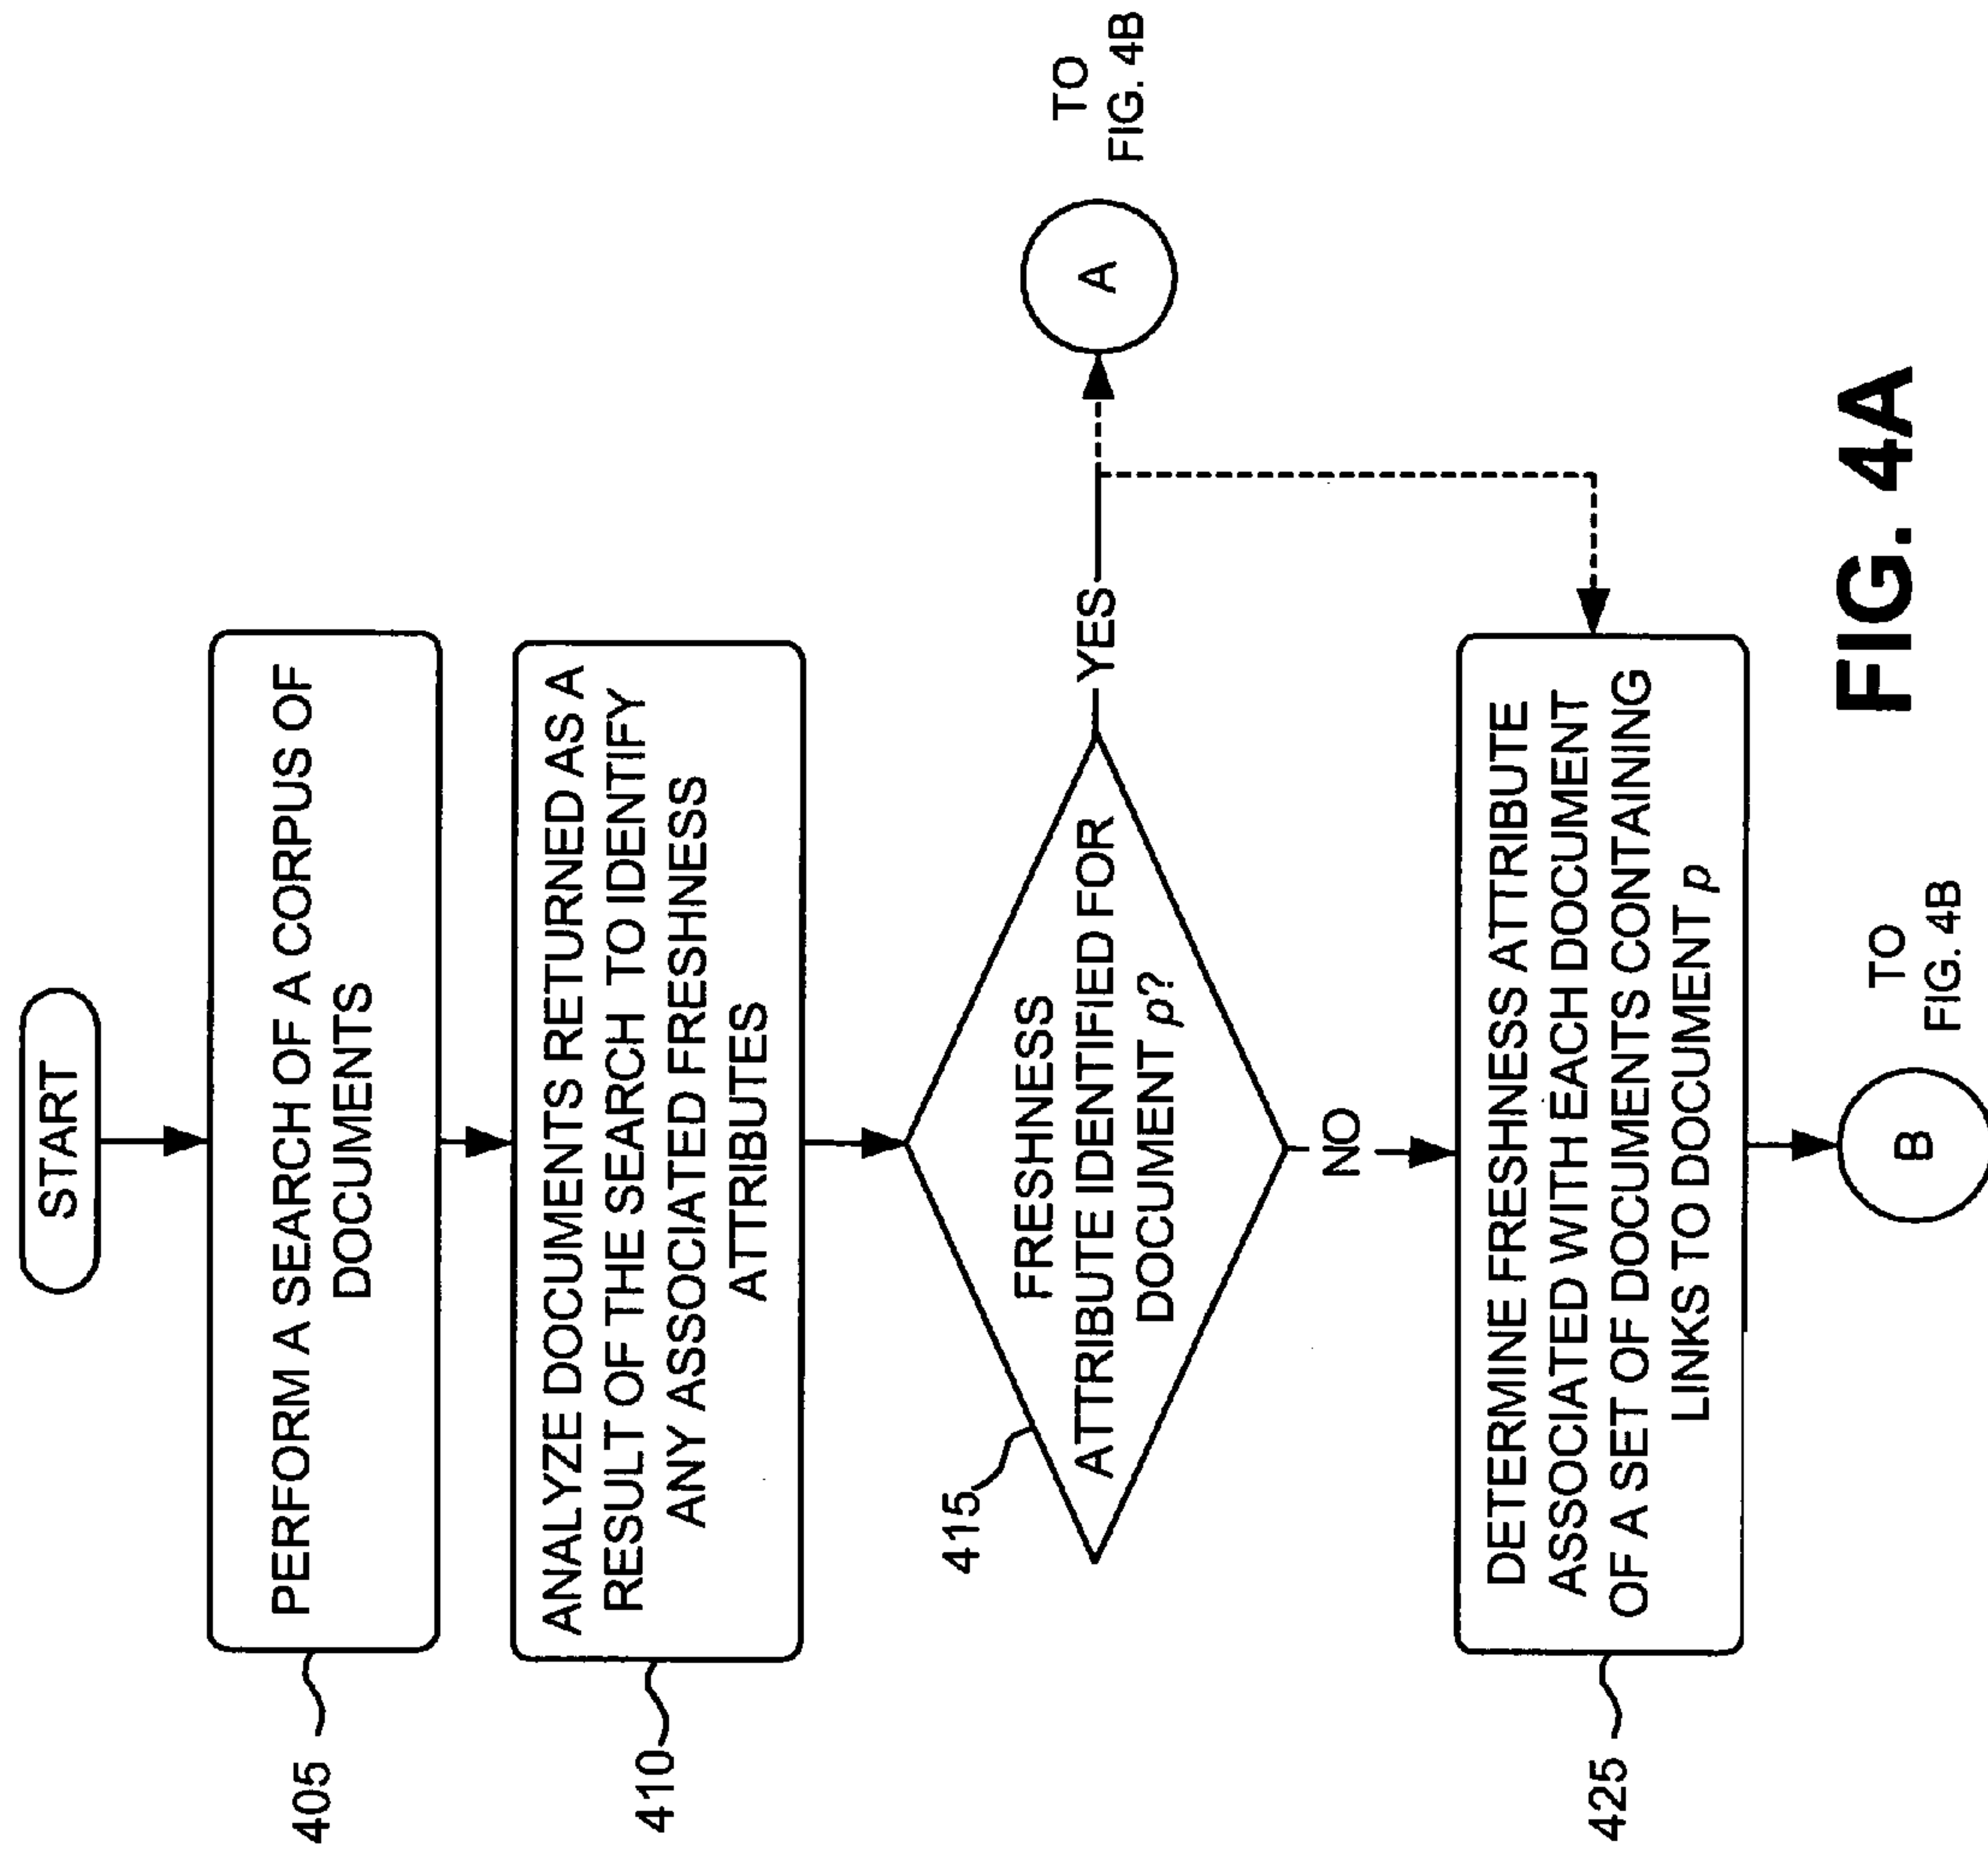 START
405
PERFORM A SEARCH OF A CORPUS OF
DOCUMENTS
410
ANALYZE DOCUMENTS RETURNED AS A
RESULT OF THE SEARCH TO IDENTIFY
ANY ASSOCIATED FRESHNESS
ATTRIBUTES
415
FRESHNESS
ATTRIBUTE IDENTIFIED FOR
DOCUMENT p?
YES
A
TO
FIG. 4B
NO
425
DETERMINE FRESHNESS ATTRIBUTE
ASSOCIATED WITH EACH DOCUMENT
OF A SET OF DOCUMENTS CONTAINING
LINKS TO DOCUMENT p
B
TO
FIG. 4B
FIG. 4A